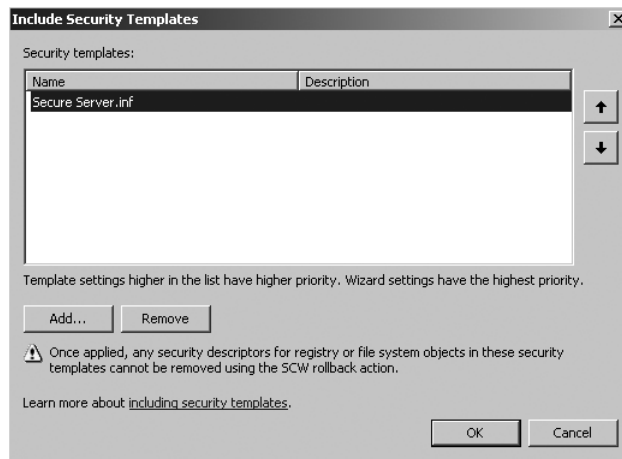 Include Security Templates
Security templates:
Name Description
Secure Server.inf
Template settings higher in the list have higher priority. Wizard settings have the highest priority.
Add... Remove
Once applied, any security descriptors for registry or file system objects in these security
templates cannot be removed using the SCW rollback action.
Learn more about including security templates.
OK Cancel